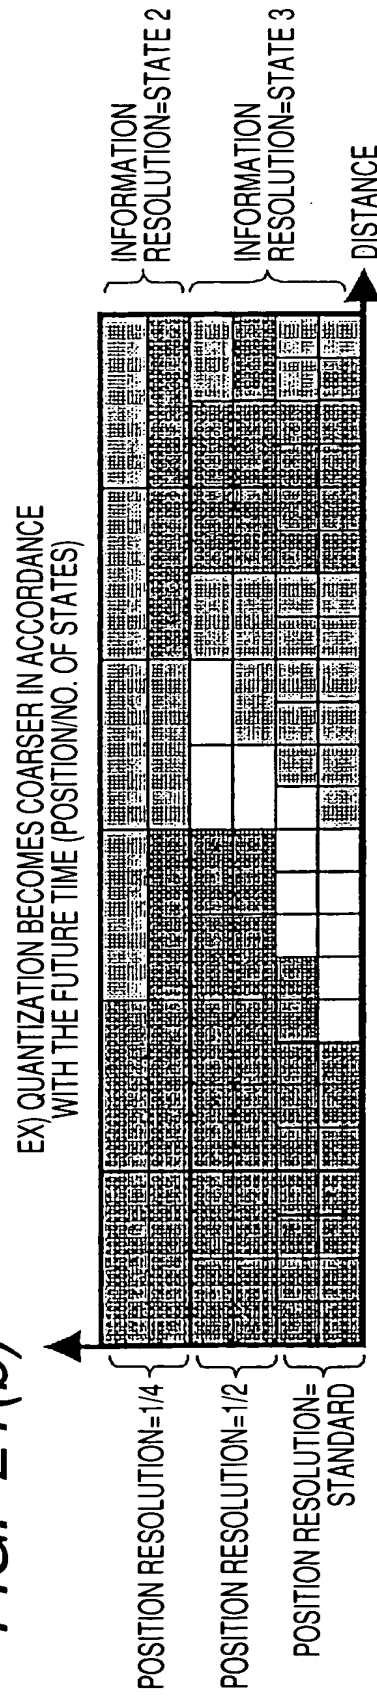 EX) QUANTIZATION BECOMES COARSER IN ACCORDANCE
WITH THE FUTURE TIME (POSITION/NO. OF STATES)
POSITION RESOLUTION=1/4
POSITION RESOLUTION=1/2
POSITION RESOLUTION=
STANDARD
INFORMATION
RESOLUTION=STATE 2
INFORMATION
RESOLUTION=STATE 3
DISTANCE